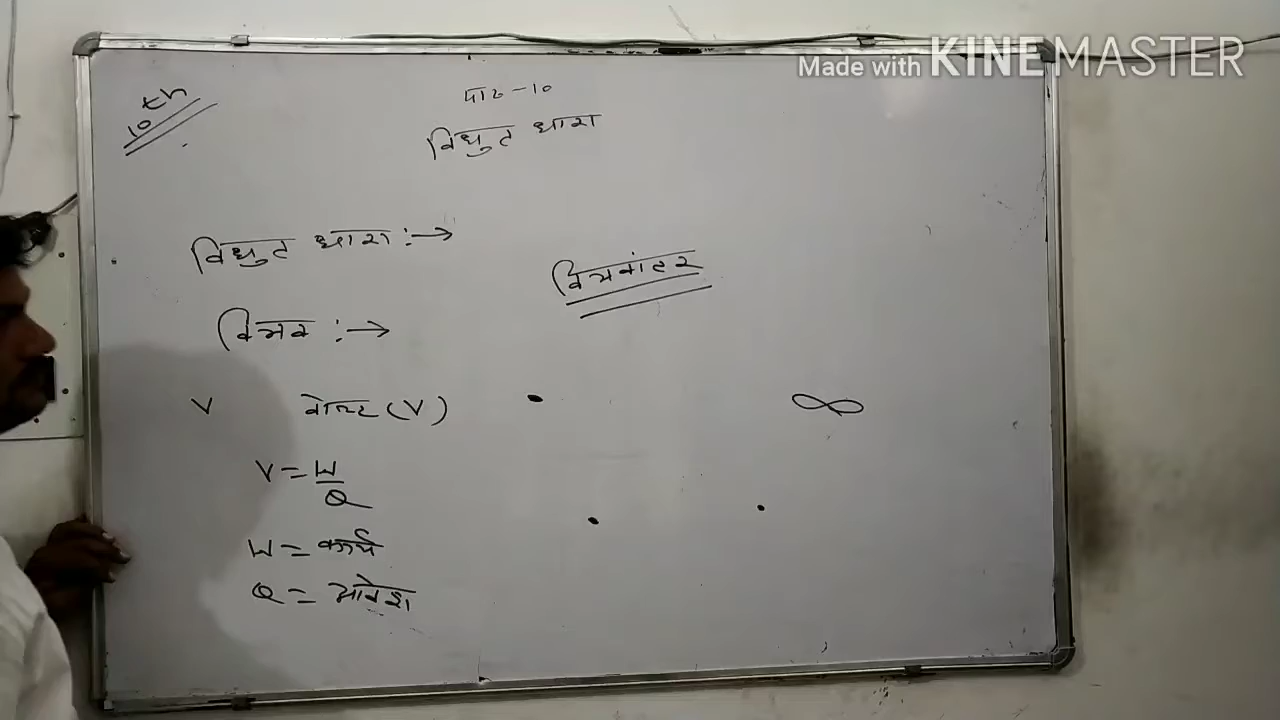 Made with KINEMASTER
10th
पाठ-10
विधुत धारा
विधुत धारा :→
विभवांतर
विभव :→
V वोल्ट (V)
∞
V = W/Q
W = कार्य
Q = आवेश